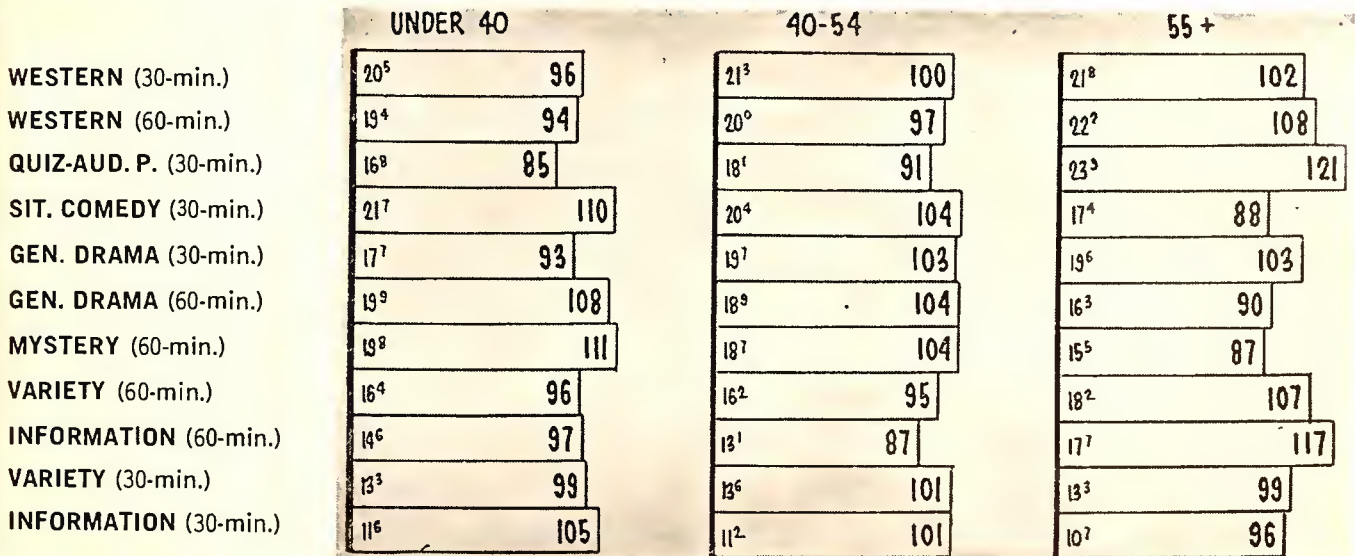 UNDER 40 40-54 55 +
WESTERN (30-min.) 20⁵ 96 21³ 100 21⁸ 102
WESTERN (60-min.) 19⁴ 94 20⁰ 97 22² 108
QUIZ-AUD. P. (30-min.) 16⁸ 85 18¹ 91 23³ 121
SIT. COMEDY (30-min.) 21⁷ 110 20⁴ 104 17⁴ 88
GEN. DRAMA (30-min.) 17⁷ 93 19⁷ 103 19⁶ 103
GEN. DRAMA (60-min.) 19⁹ 108 18⁹ 104 16³ 90
MYSTERY (60-min.) 19⁸ 111 18⁷ 104 15⁵ 87
VARIETY (60-min.) 16⁴ 96 16² 95 18² 107
INFORMATION (60-min.) 14⁶ 97 13¹ 87 17⁷ 117
VARIETY (30-min.) 13³ 99 13⁶ 101 13³ 99
INFORMATION (30-min.) 11⁶ 105 11² 101 10⁷ 96